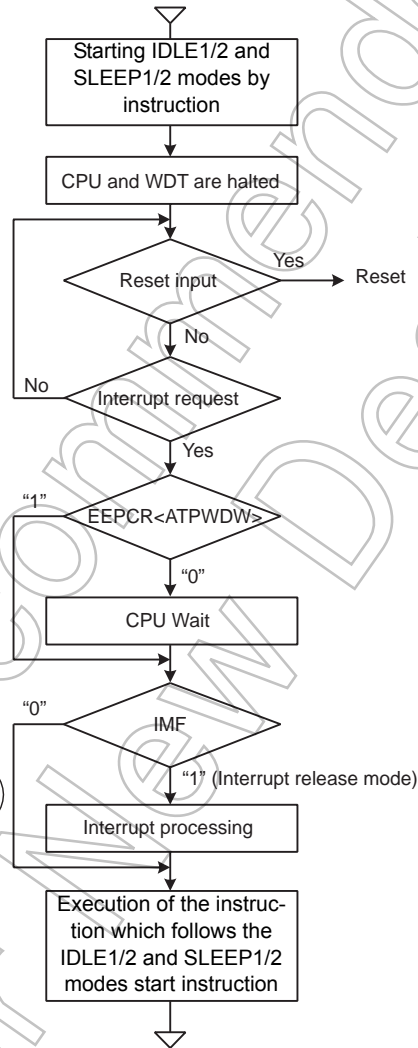 Starting IDLE1/2 and
SLEEP1/2 modes by
instruction
CPU and WDT are halted
Reset input
Yes
Reset
No
No
Interrupt request
Yes
“1”
EEPCR<ATPWDW>
“0”
CPU Wait
“0”
IMF
“1” (Interrupt release mode)
Interrupt processing
Execution of the instruc-
tion which follows the
IDLE1/2 and SLEEP1/2
modes start instruction